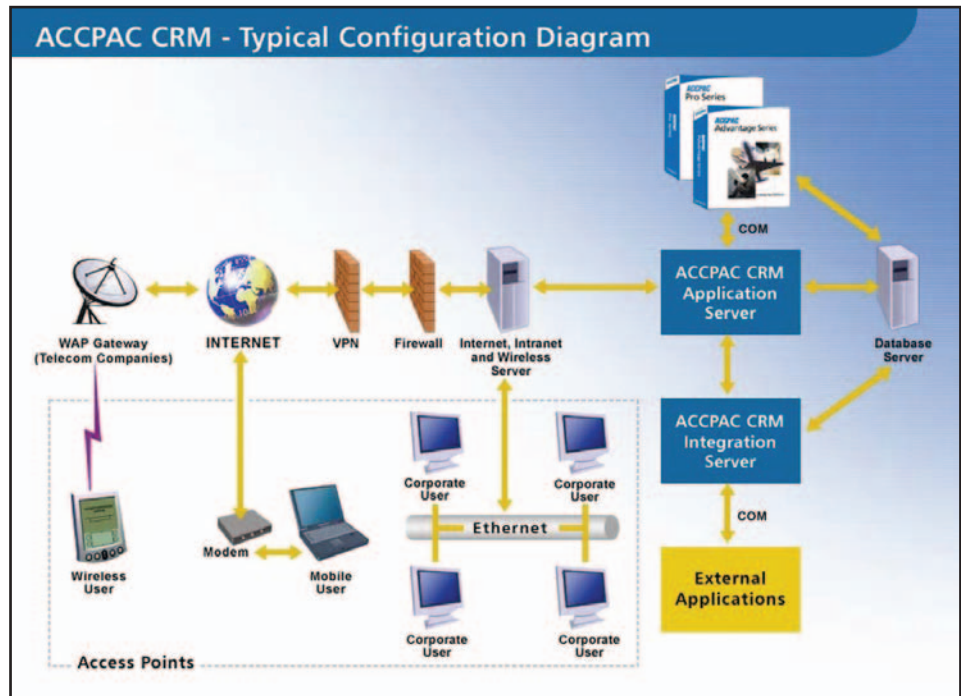 ACCPAC CRM - Typical Configuration Diagram
ACCPAC
Pro Series
ACCPAC
Advantage Series
COM
ACCPAC CRM
Application
Server
WAP Gateway
(Telecom Companies)
INTERNET
VPN
Firewall
Internet, Intranet
and Wireless
Server
Database
Server
ACCPAC CRM
Integration
Server
Corporate
User
Corporate
User
Ethernet
COM
Modem
Wireless
User
Mobile
User
External
Applications
Corporate
User
Corporate
User
Access Points